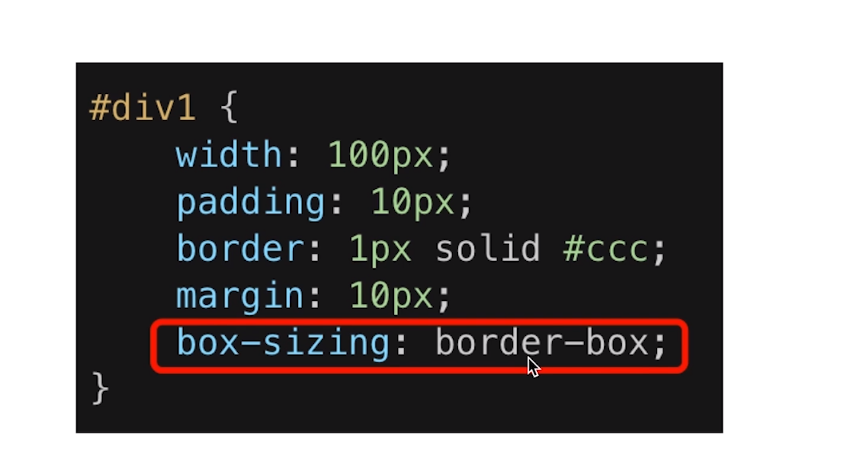 #div1 {
width: 100px;
padding: 10px;
border: 1px solid #ccc;
margin: 10px;
box-sizing: border-box;
}